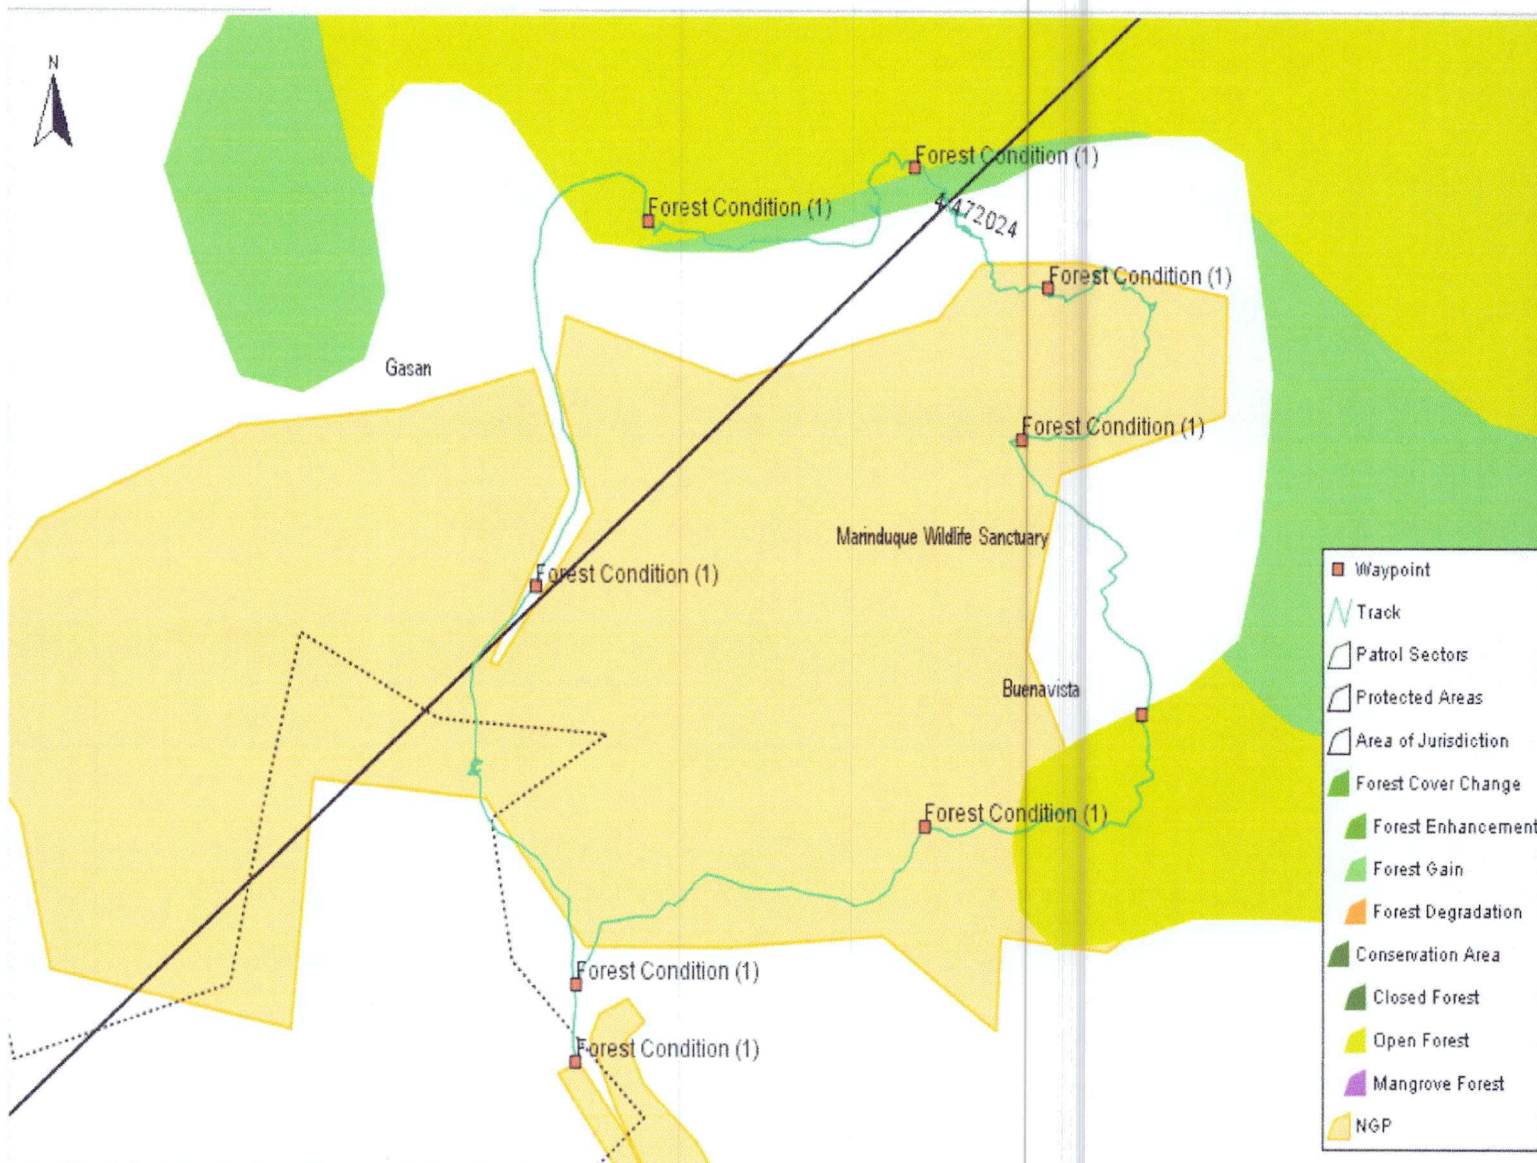 N
Forest Condition (1)
Forest Condition (1)
4/472024
Forest Condition (1)
Gasan
Forest Condition (1)
Marinduque Wildlife Sanctuary
Forest Condition (1)
Buenavista
Forest Condition (1)
Forest Condition (1)
Forest Condition (1)
Waypoint
Track
Patrol Sectors
Protected Areas
Area of Jurisdiction
Forest Cover Change
Forest Enhancement
Forest Gain
Forest Degradation
Conservation Area
Closed Forest
Open Forest
Mangrove Forest
NGP